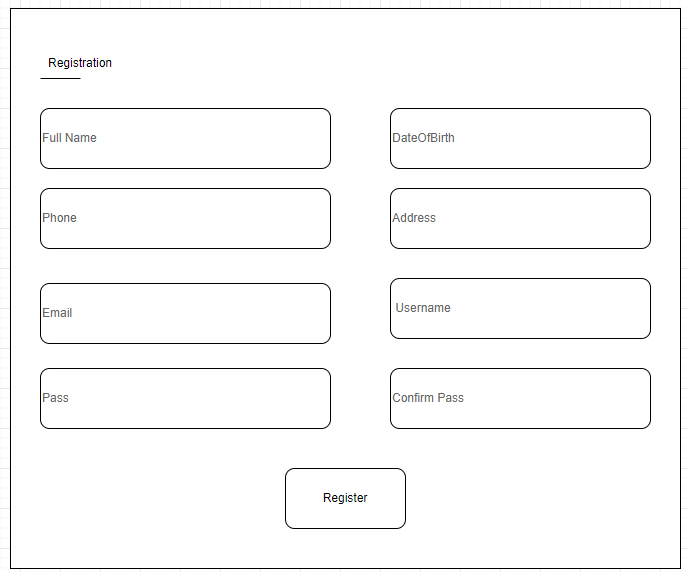 Registration
Full Name
DateOfBirth
Phone
Address
Email
Username
Pass
Confirm Pass
Register